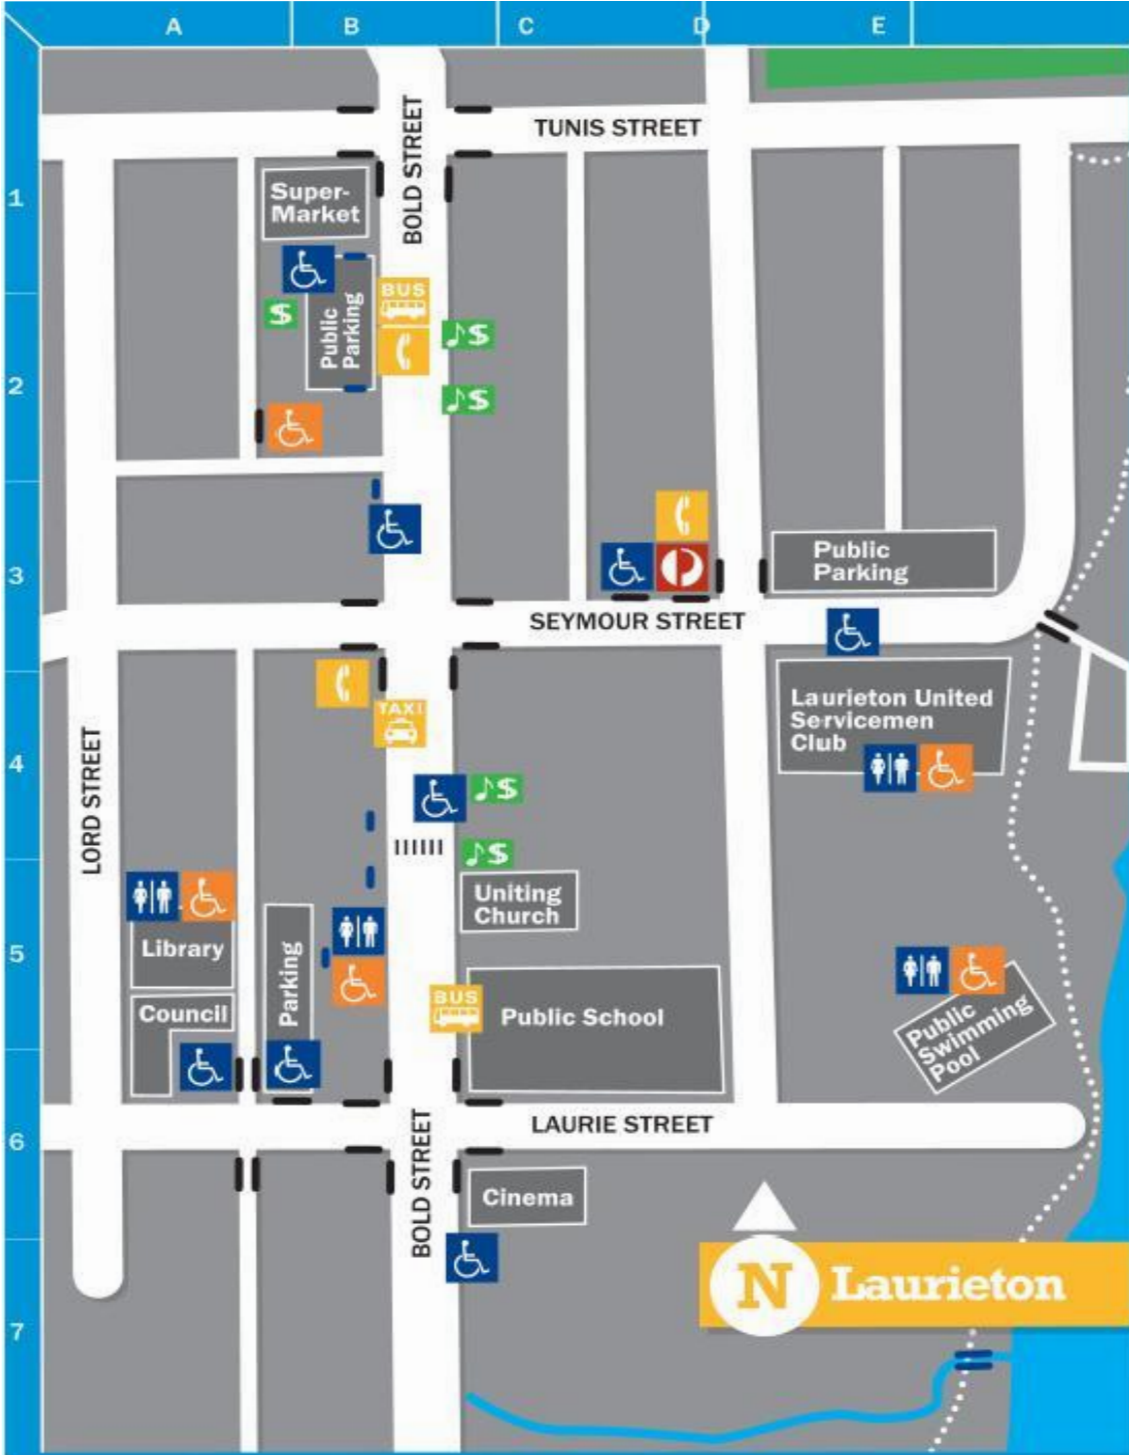 A
B
C
D
E
TUNIS STREET
BOLD STREET
1
Super-
Market
BUS
$
Public
Parking
♪$
2
♪$
3
Public
Parking
SEYMOUR STREET
TAXI
Laurieton United
Servicemen
Club
4
LORD STREET
♪$
♪$
Uniting
Church
5
Library
Parking
Council
BUS
Public School
Public
Swimming
Pool
6
LAURIE STREET
BOLD STREET
Cinema
N
Laurieton
7